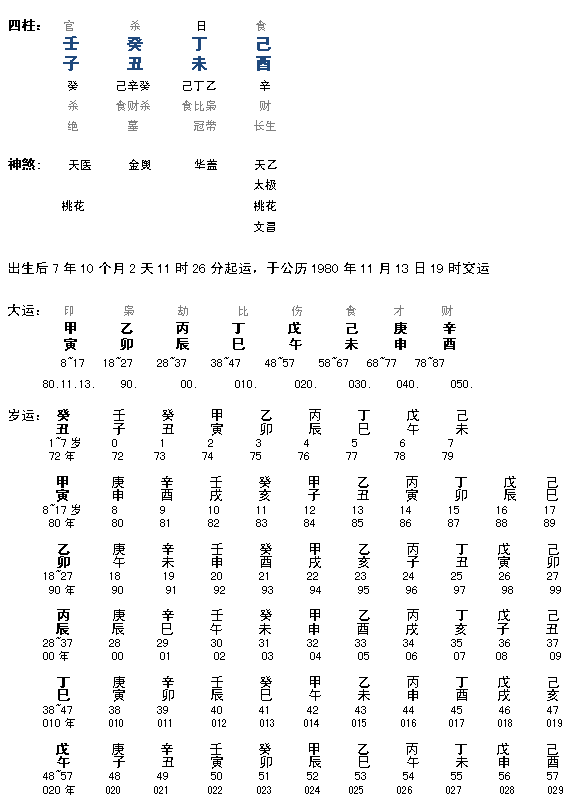 四柱： 官 杀 日 食
壬 癸 丁 己
子 丑 未 酉
癸 己辛癸 己丁乙 辛
杀 食财杀 食比枭 财
绝 墓 冠带 长生
神煞: 天医 金舆 华盖 天乙
太极
桃花 桃花
文昌
出生后 7 年 10 个月 2 天 11 时 26 分起运，于公历 1980 年 11 月 13 日 19 时交运
大运： 印 枭 劫 比 伤 食 才 财
甲 乙 丙 丁 戊 己 庚 辛
寅 卯 辰 巳 午 未 申 酉
8~17 18~27 28~37 38~47 48~57 58~67 68~77 78~87
80.11.13. 90. 00. 010. 020. 030. 040. 050.
岁运： 癸 壬 癸 甲 乙 丙 丁 戊 己
丑 子 丑 寅 卯 辰 巳 午 未
1~7 岁 0 1 2 3 4 5 6 7
72 年 72 73 74 75 76 77 78 79
甲 庚 辛 壬 癸 甲 乙 丙 丁 戊 己
寅 申 酉 戌 亥 子 丑 寅 卯 辰 巳
8~17 岁 8 9 10 11 12 13 14 15 16 17
80 年 80 81 82 83 84 85 86 87 88 89
乙 庚 辛 壬 癸 甲 乙 丙 丁 戊 己
卯 午 未 申 酉 戌 亥 子 丑 寅 卯
18~27 18 19 20 21 22 23 24 25 26 27
90 年 90 91 92 93 94 95 96 97 98 99
丙 庚 辛 壬 癸 甲 乙 丙 丁 戊 己
辰 辰 巳 午 未 申 酉 戌 亥 子 丑
28~37 28 29 30 31 32 33 34 35 36 37
00 年 00 01 02 03 04 05 06 07 08 09
丁 庚 辛 壬 癸 甲 乙 丙 丁 戊 己
巳 寅 卯 辰 巳 午 未 申 酉 戌 亥
38~47 38 39 40 41 42 43 44 45 46 47
010 年 010 011 012 013 014 015 016 017 018 019
戊 庚 辛 壬 癸 甲 乙 丙 丁 戊 己
午 子 丑 寅 卯 辰 巳 午 未 申 酉
48~57 48 49 50 51 52 53 54 55 56 57
020 年 020 021 022 023 024 025 026 027 028 029